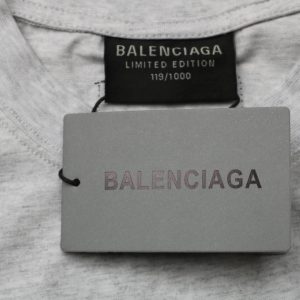 BALENCIAGA
LIMITED EDITION
119/1000
BALENCIAGA